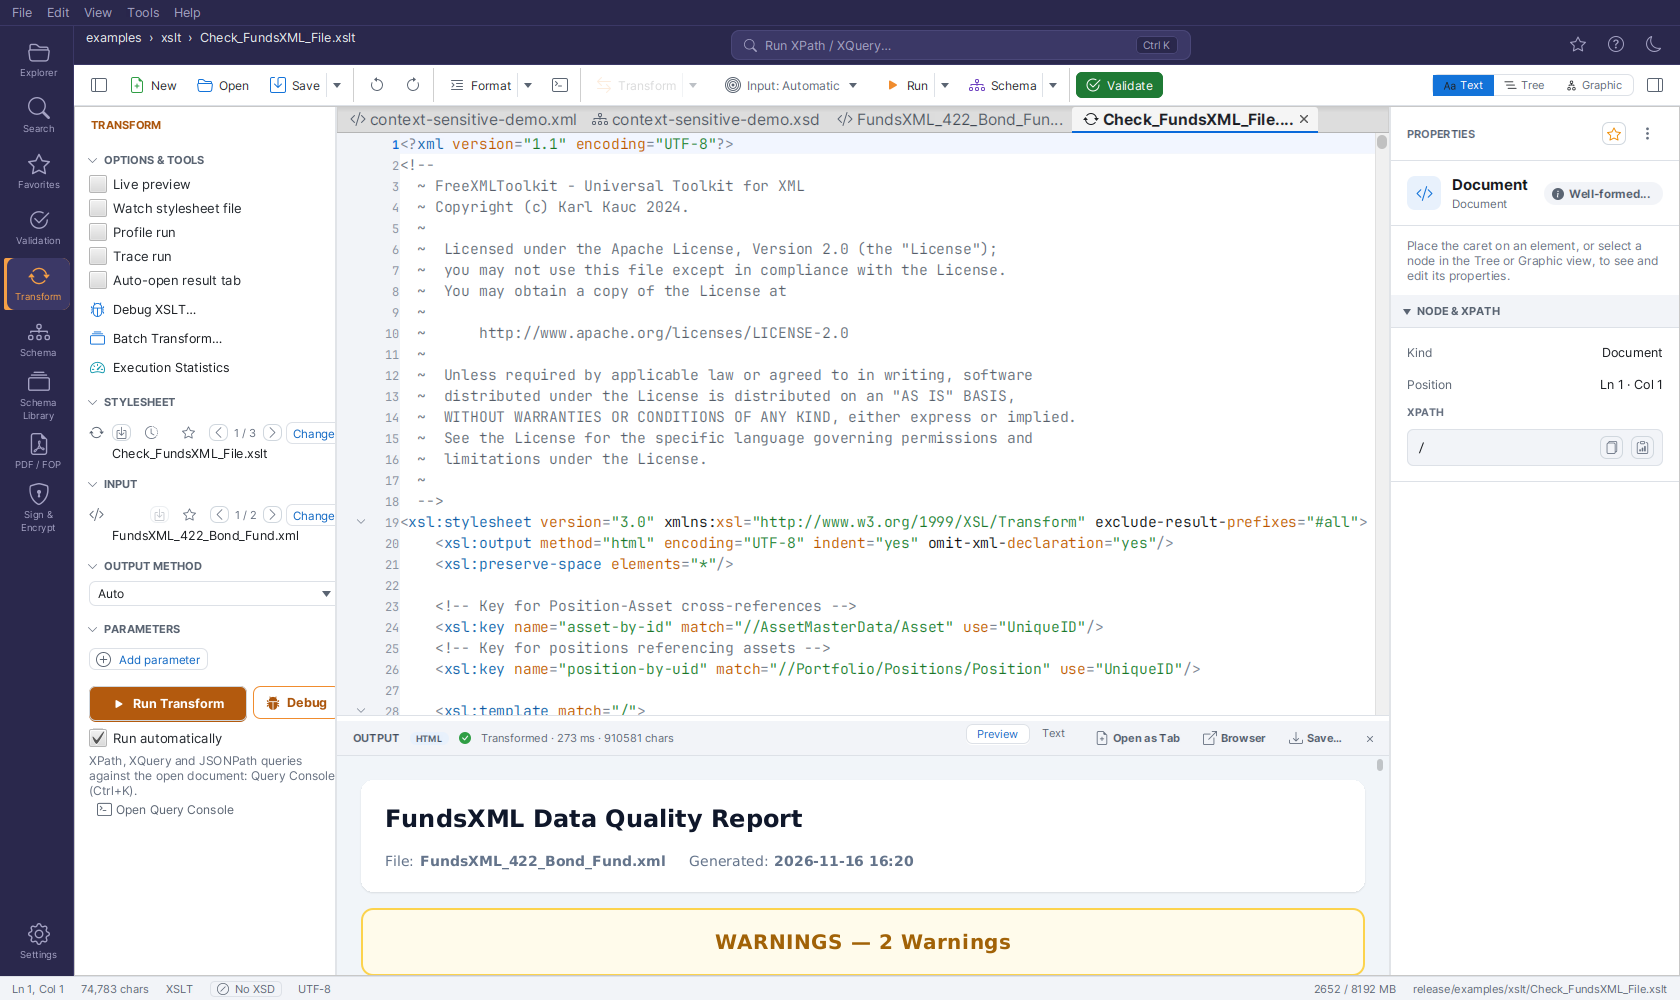 File Edit View Tools Help
examples › xslt › Check_FundsXML_File.xslt
Run XPath / XQuery... Ctrl K
New Open Save Format Transform Input: Automatic Run Schema Validate Aa Text Tree Graphic
Explorer
Search
Favorites
Validation
Transform
Schema
Schema
Library
PDF / FOP
Sign &
Encrypt
Settings
TRANSFORM
OPTIONS & TOOLS
Live preview
Watch stylesheet file
Profile run
Trace run
Auto-open result tab
Debug XSLT...
Batch Transform...
Execution Statistics
STYLESHEET
1 / 3 Change
Check_FundsXML_File.xslt
INPUT
1 / 2 Change
FundsXML_422_Bond_Fund.xml
OUTPUT METHOD
Auto
PARAMETERS
Add parameter
Run Transform Debug
Run automatically
XPath, XQuery and JSONPath queries
against the open document: Query Console
(Ctrl+K).
Open Query Console
context-sensitive-demo.xml context-sensitive-demo.xsd FundsXML_422_Bond_Fun... Check_FundsXML_File....
1 <?xml version="1.1" encoding="UTF-8"?>
2 <!--
3 ~ FreeXMLToolkit - Universal Toolkit for XML
4 ~ Copyright (c) Karl Kauc 2024.
5 ~
6 ~ Licensed under the Apache License, Version 2.0 (the "License");
7 ~ you may not use this file except in compliance with the License.
8 ~ You may obtain a copy of the License at
9 ~
10 ~ http://www.apache.org/licenses/LICENSE-2.0
11 ~
12 ~ Unless required by applicable law or agreed to in writing, software
13 ~ distributed under the License is distributed on an "AS IS" BASIS,
14 ~ WITHOUT WARRANTIES OR CONDITIONS OF ANY KIND, either express or implied.
15 ~ See the License for the specific language governing permissions and
16 ~ limitations under the License.
17 ~
18 -->
19 <xsl:stylesheet version="3.0" xmlns:xsl="http://www.w3.org/1999/XSL/Transform" exclude-result-prefixes="#all">
20 <xsl:output method="html" encoding="UTF-8" indent="yes" omit-xml-declaration="yes"/>
21 <xsl:preserve-space elements="*"/>
22
23 <!-- Key for Position-Asset cross-references -->
24 <xsl:key name="asset-by-id" match="//AssetMasterData/Asset" use="UniqueID"/>
25 <!-- Key for positions referencing assets -->
26 <xsl:key name="position-by-uid" match="//Portfolio/Positions/Position" use="UniqueID"/>
27
28 <xsl:template match="/">
OUTPUT HTML Transformed · 273 ms · 910581 chars Preview Text Open as Tab Browser Save...
FundsXML Data Quality Report
File: FundsXML_422_Bond_Fund.xml Generated: 2026-11-16 16:20
WARNINGS — 2 Warnings
PROPERTIES
Document
Document
Well-formed...
Place the caret on an element, or select a
node in the Tree or Graphic view, to see and
edit its properties.
NODE & XPATH
Kind Document
Position Ln 1 · Col 1
XPATH
/
Ln 1, Col 1 74,783 chars XSLT No XSD UTF-8 2652 / 8192 MB release/examples/xslt/Check_FundsXML_File.xslt